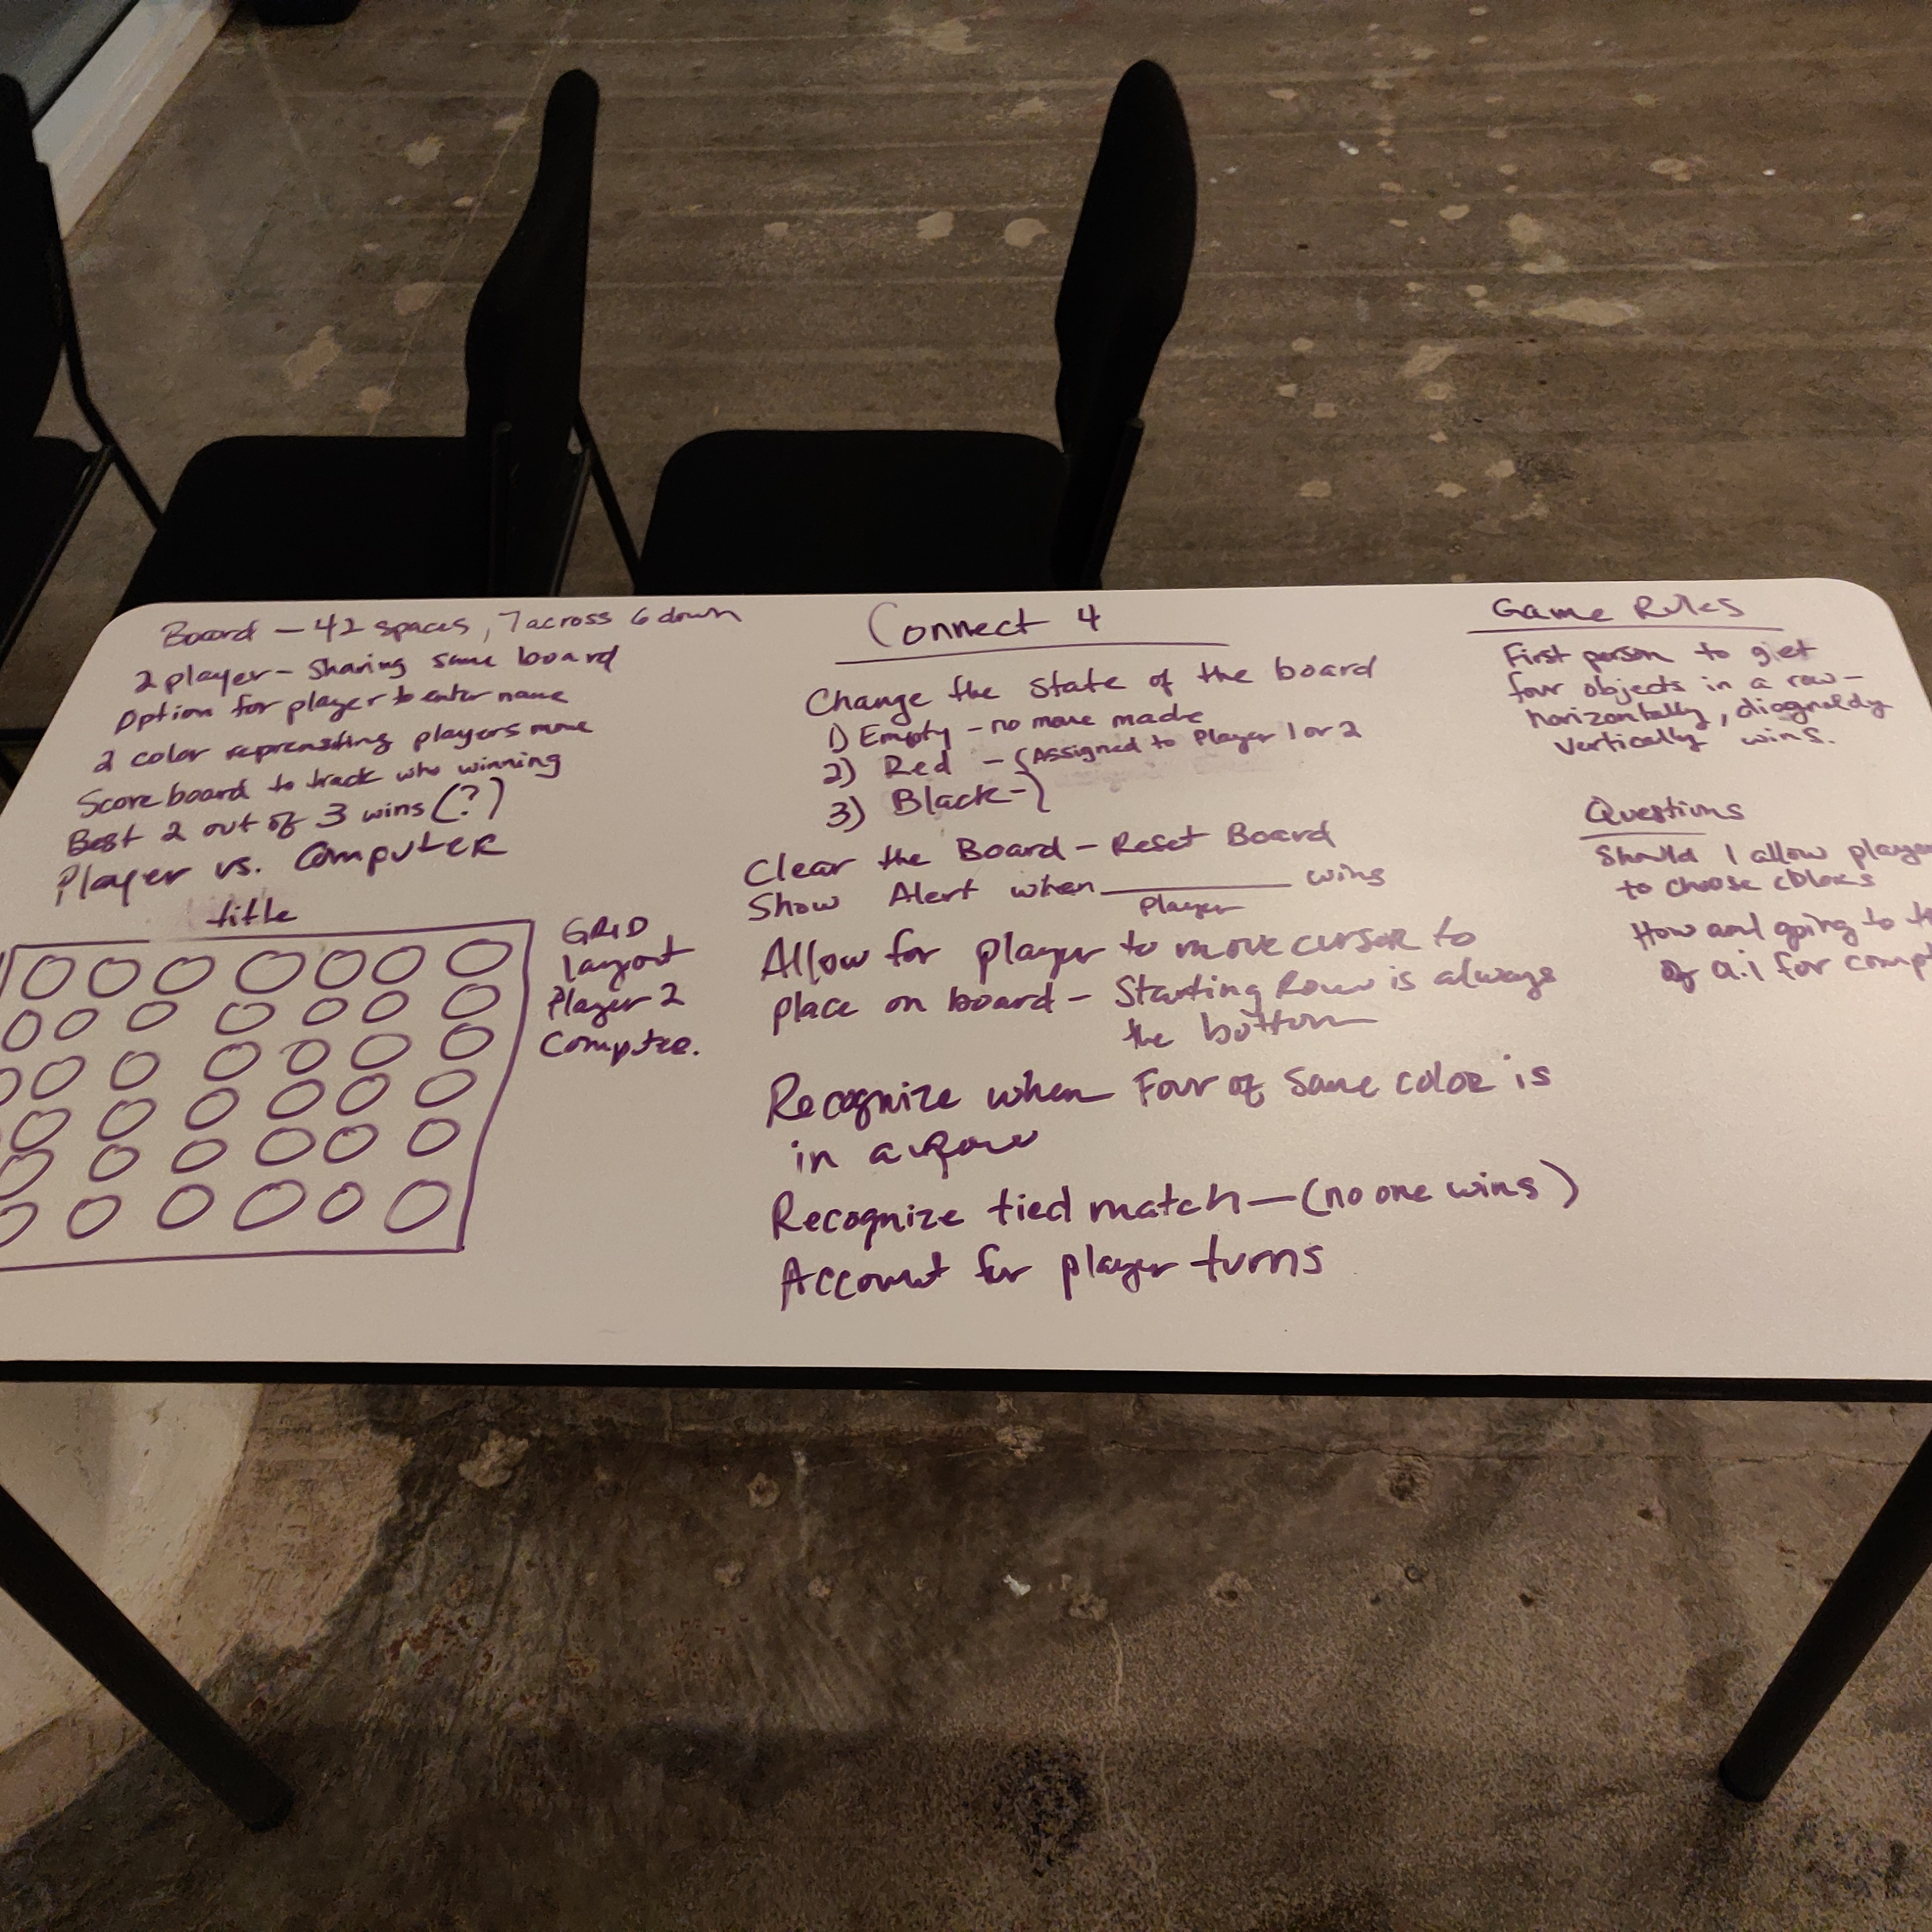 Board - 42 spaces, 7 across 6 down
2 player - Sharing same board
Option for player to enter name
2 color representing players move
Score board to track who winning
Best 2 out of 3 wins (?)
Player vs. Computer
title
GRID
layout
Player 2
Connect 4
Change the State of the board
1) Empty - no move made
2) Red - {Assigned to Player 1 or 2
3) Black - }
Clear the Board - Reset Board
Show Alert when ________ wins
Player
Allow for player to move cursor to
place on board - Starting Row is always
the bottom
Recognize when Four of Same color is
in a Row
Recognize tied match - (no one wins)
Account for player turns
Game Rules
First person to get
four objects in a row -
horizontally,
vertically wins.
Questions
Should I allow player
to choose colors
How am I going to
of a.i for comp